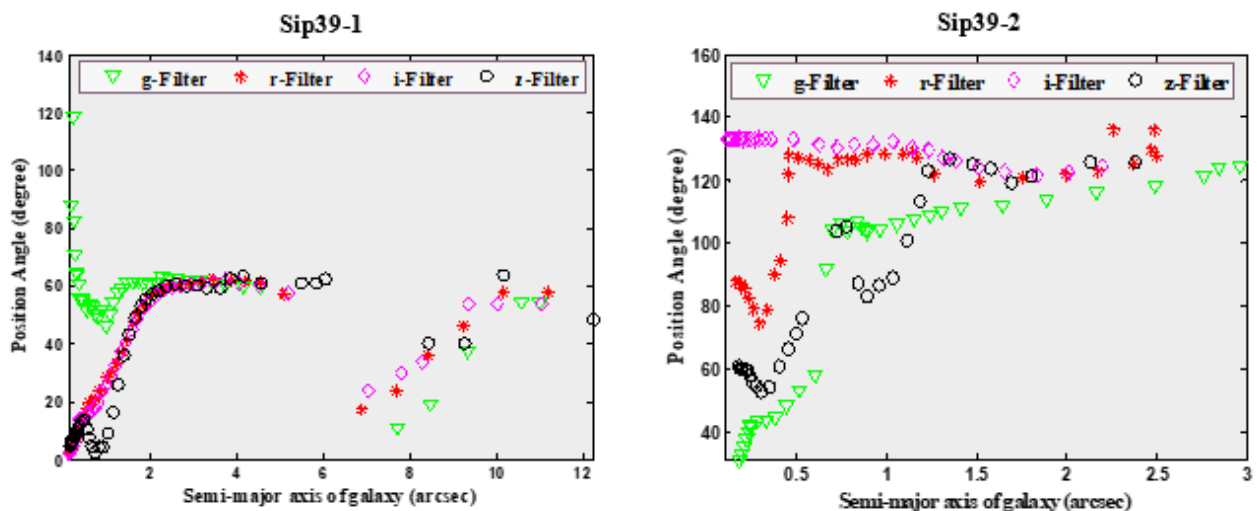 Sip39-1
g-Filter r-Filter i-Filter z-Filter
Position Angle (degree)
140
120
100
80
60
40
20
0
2 4 6 8 10 12
Semi-major axis of galaxy (arcsec)
Sip39-2
g-Filter r-Filter i-Filter z-Filter
Position Angle (degree)
160
140
120
100
80
60
40
0.5 1 1.5 2 2.5 3
Semi-major axis of galaxy (arcsec)